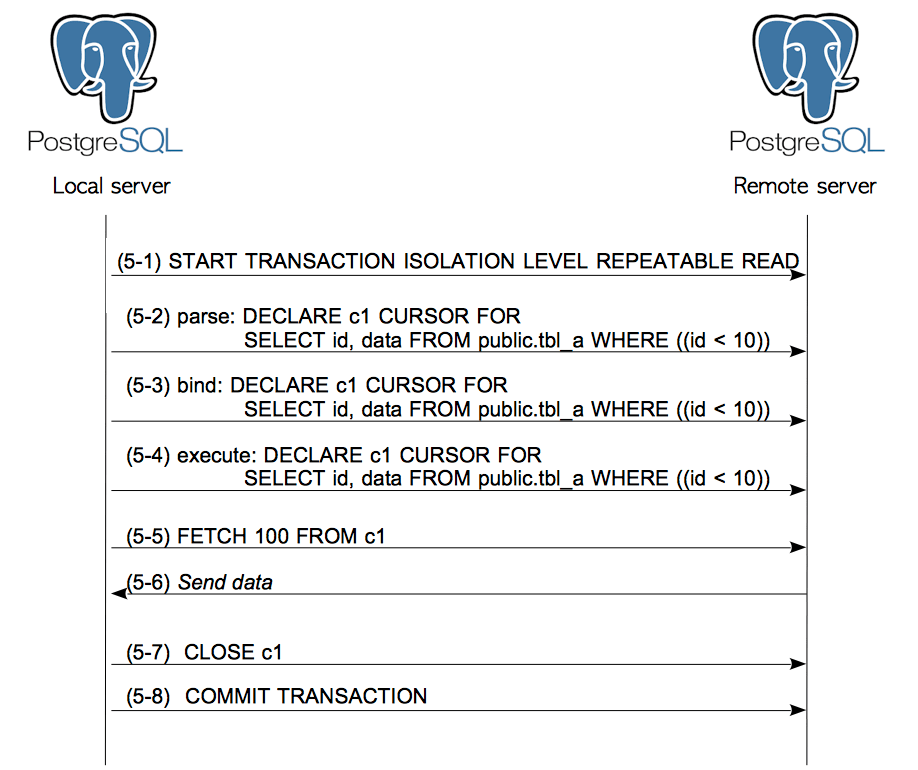 PostgreSQL PostgreSQL
Local server Remote server
(5-1) START TRANSACTION ISOLATION LEVEL REPEATABLE READ
(5-2) parse: DECLARE c1 CURSOR FOR
SELECT id, data FROM public.tbl_a WHERE ((id < 10))
(5-3) bind: DECLARE c1 CURSOR FOR
SELECT id, data FROM public.tbl_a WHERE ((id < 10))
(5-4) execute: DECLARE c1 CURSOR FOR
SELECT id, data FROM public.tbl_a WHERE ((id < 10))
(5-5) FETCH 100 FROM c1
(5-6) Send data
(5-7) CLOSE c1
(5-8) COMMIT TRANSACTION